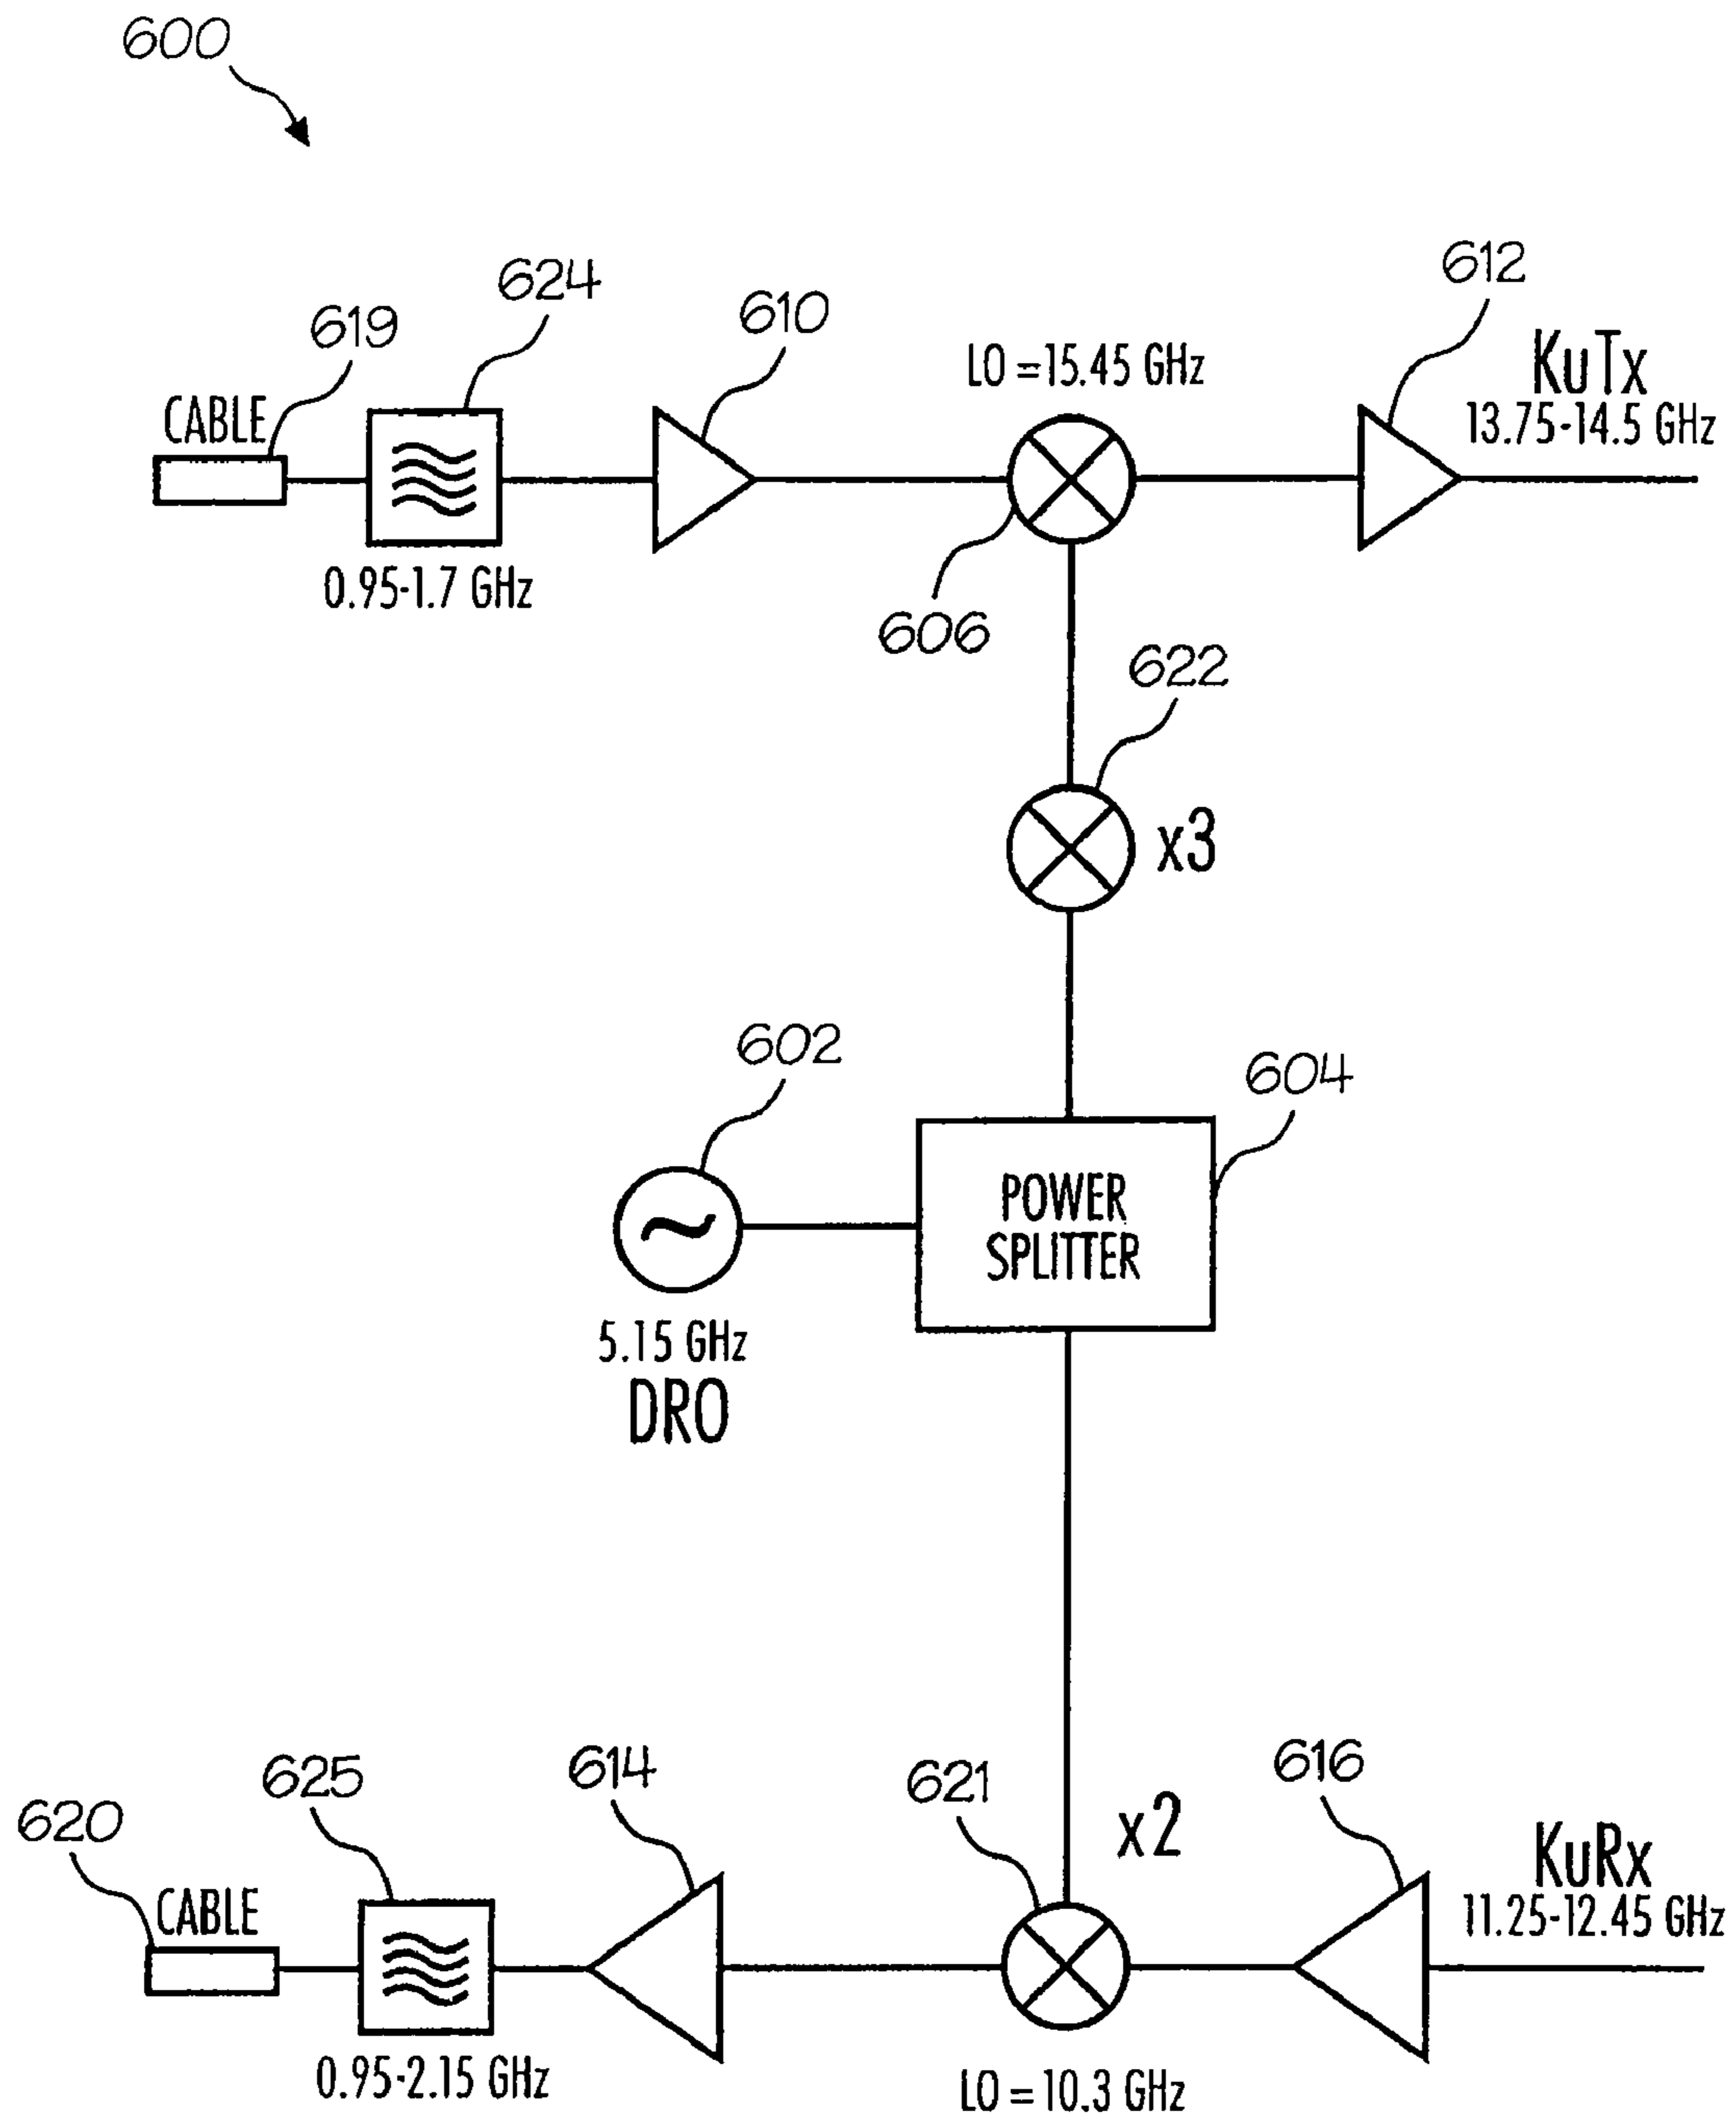 600
624
619
610
612
CABLE
LO = 15.45 GHz
KuTx
13.75-14.5 GHz
0.95-1.7 GHz
606
622
x3
602
604
POWER
SPLITTER
5.15 GHz
DRO
625
614
621
616
620
x2
CABLE
KuRx
11.25-12.45 GHz
0.95-2.15 GHz
LO = 10.3 GHz